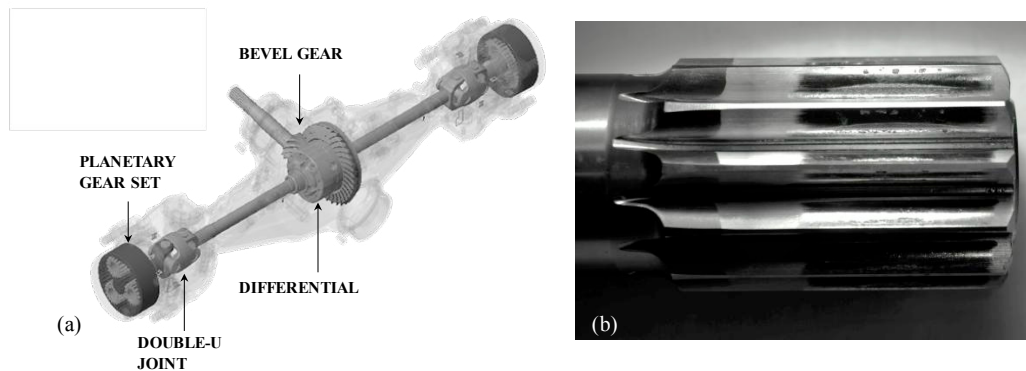 BEVEL GEAR
PLANETARY
GEAR SET
DIFFERENTIAL
(a)
DOUBLE-U
JOINT
(b)